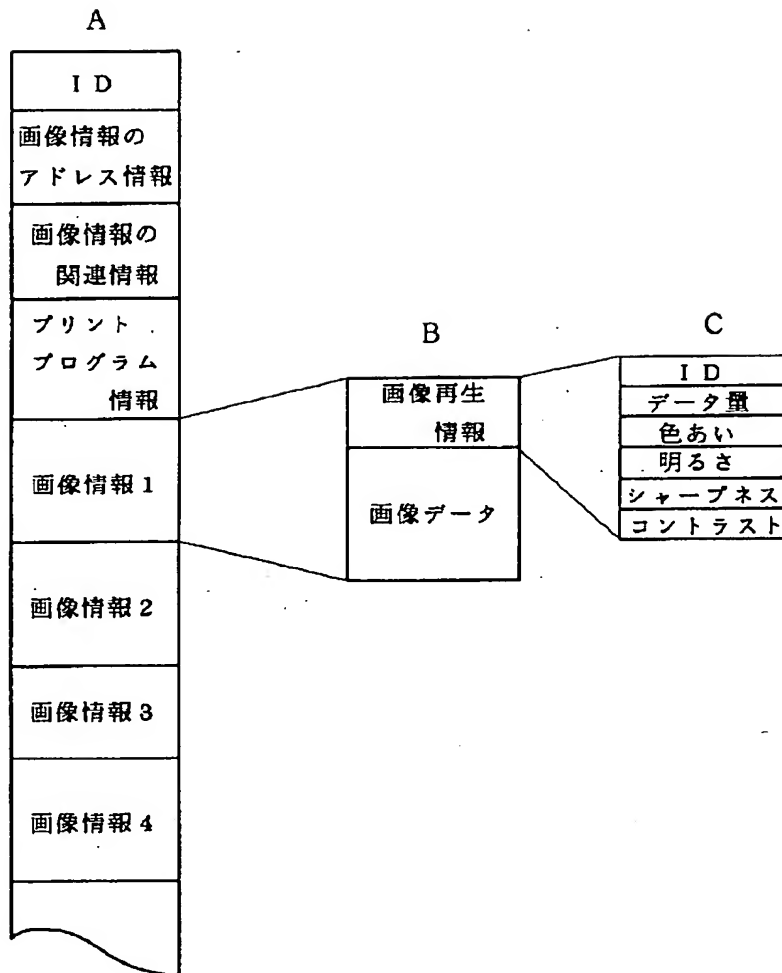 A
ID
画像情報の
アドレス情報
画像情報の
関連情報
プリント
プログラム
情報
画像情報1
画像情報2
画像情報3
画像情報4
B
画像再生
情報
画像データ
C
ID
データ量
色あい
明るさ
シャープネス
コントラスト